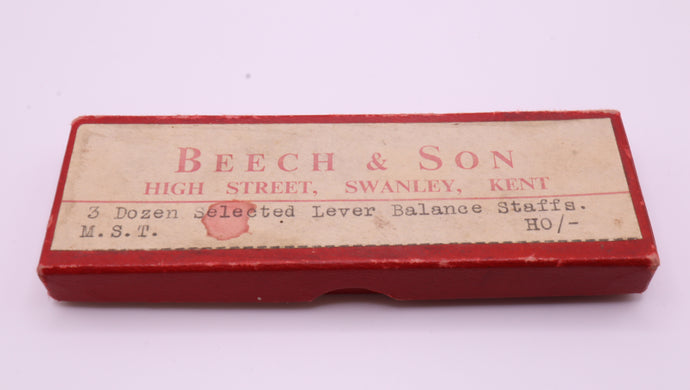 BEECH & SON
HIGH STREET, SWANLEY, KENT
3 Dozen Selected Lever Balance Staffs.
M.S.T. HO/-